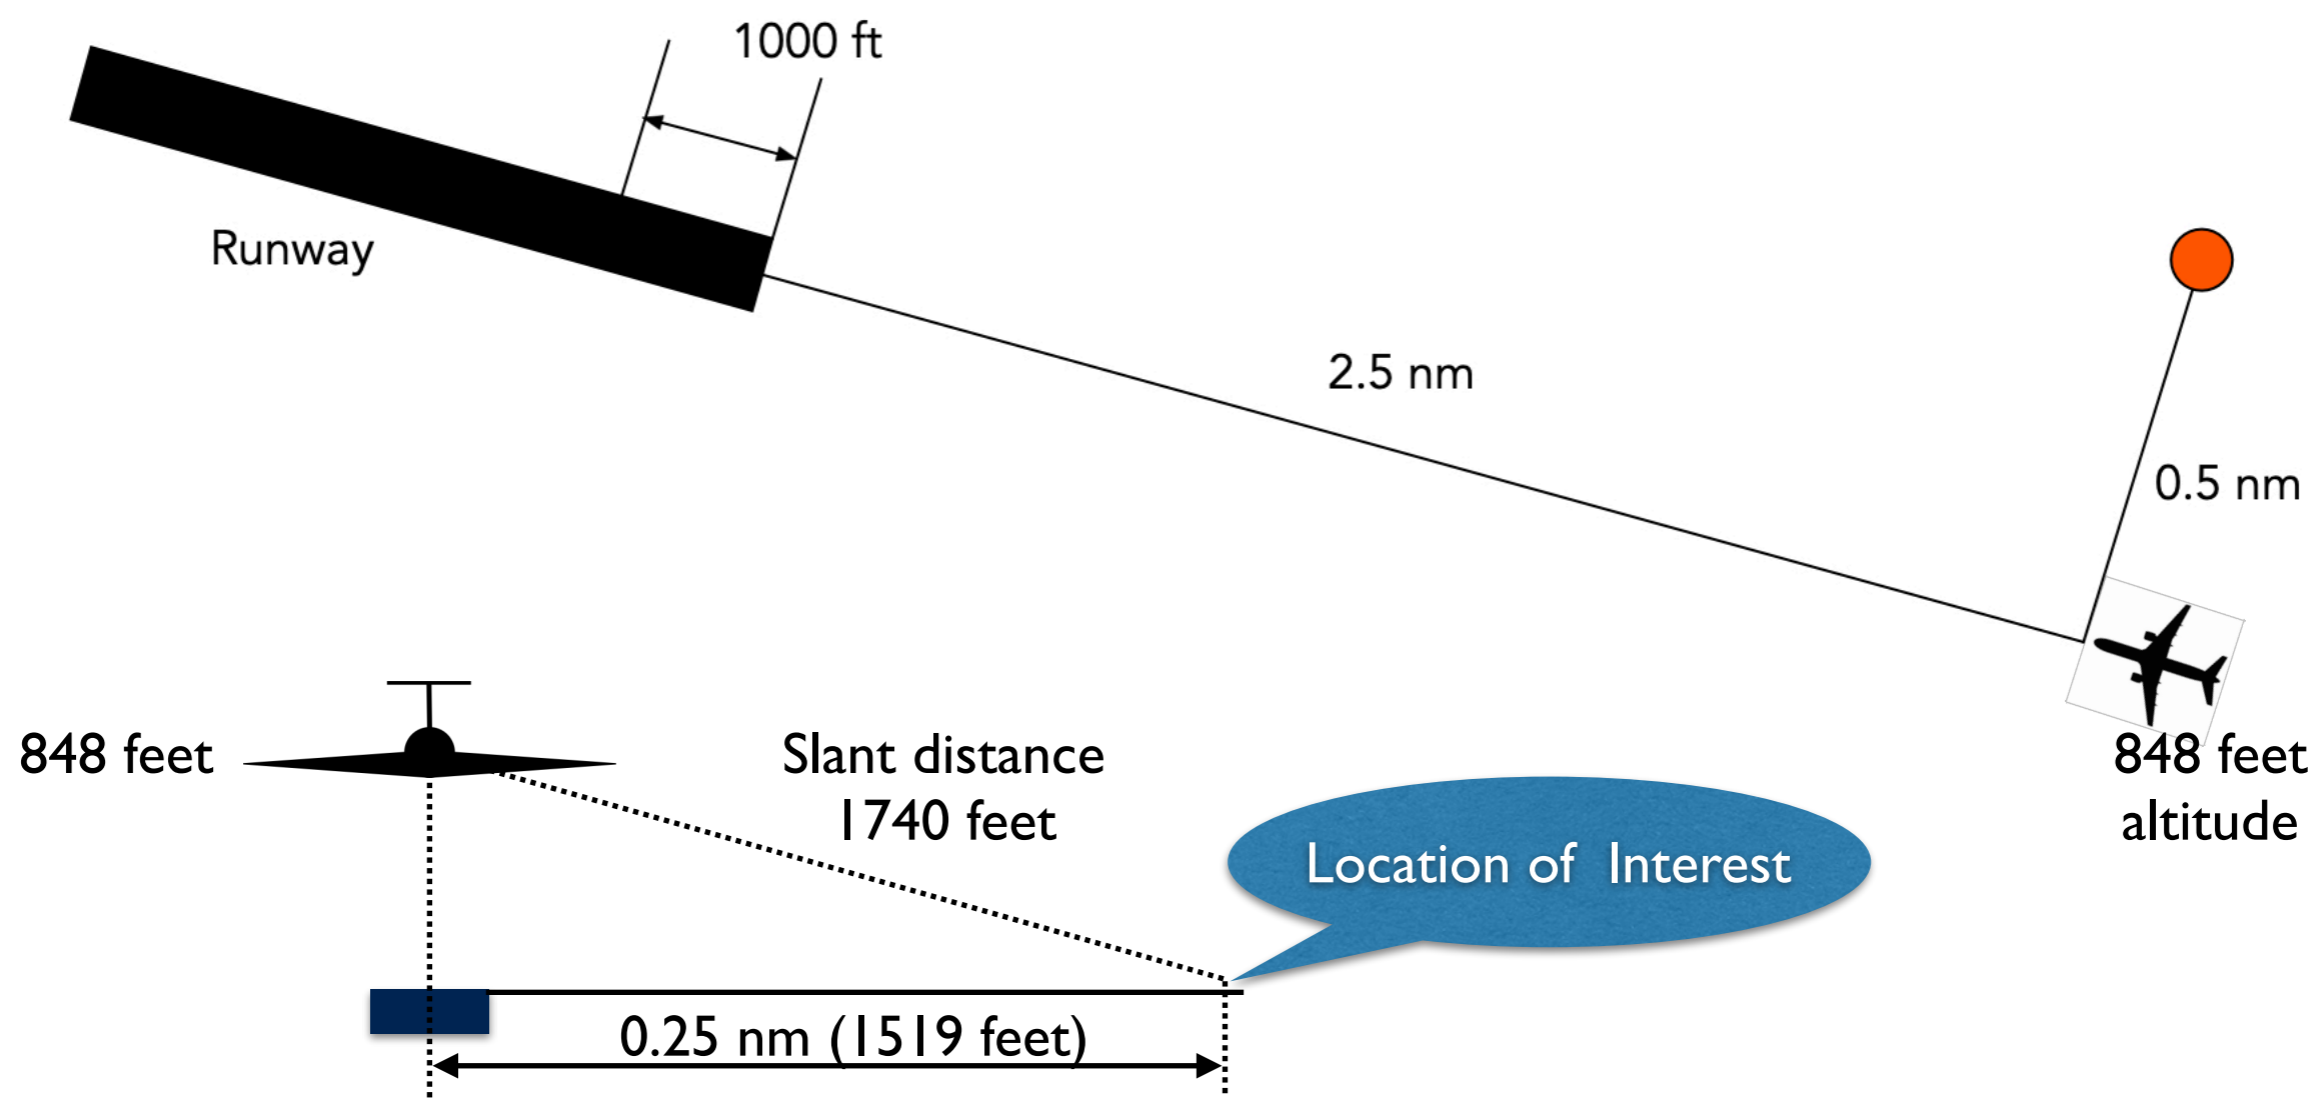 1000 ft
Runway
2.5 nm
0.5 nm
848 feet
Slant distance
1740 feet
848 feet
altitude
Location of Interest
0.25 nm (1519 feet)